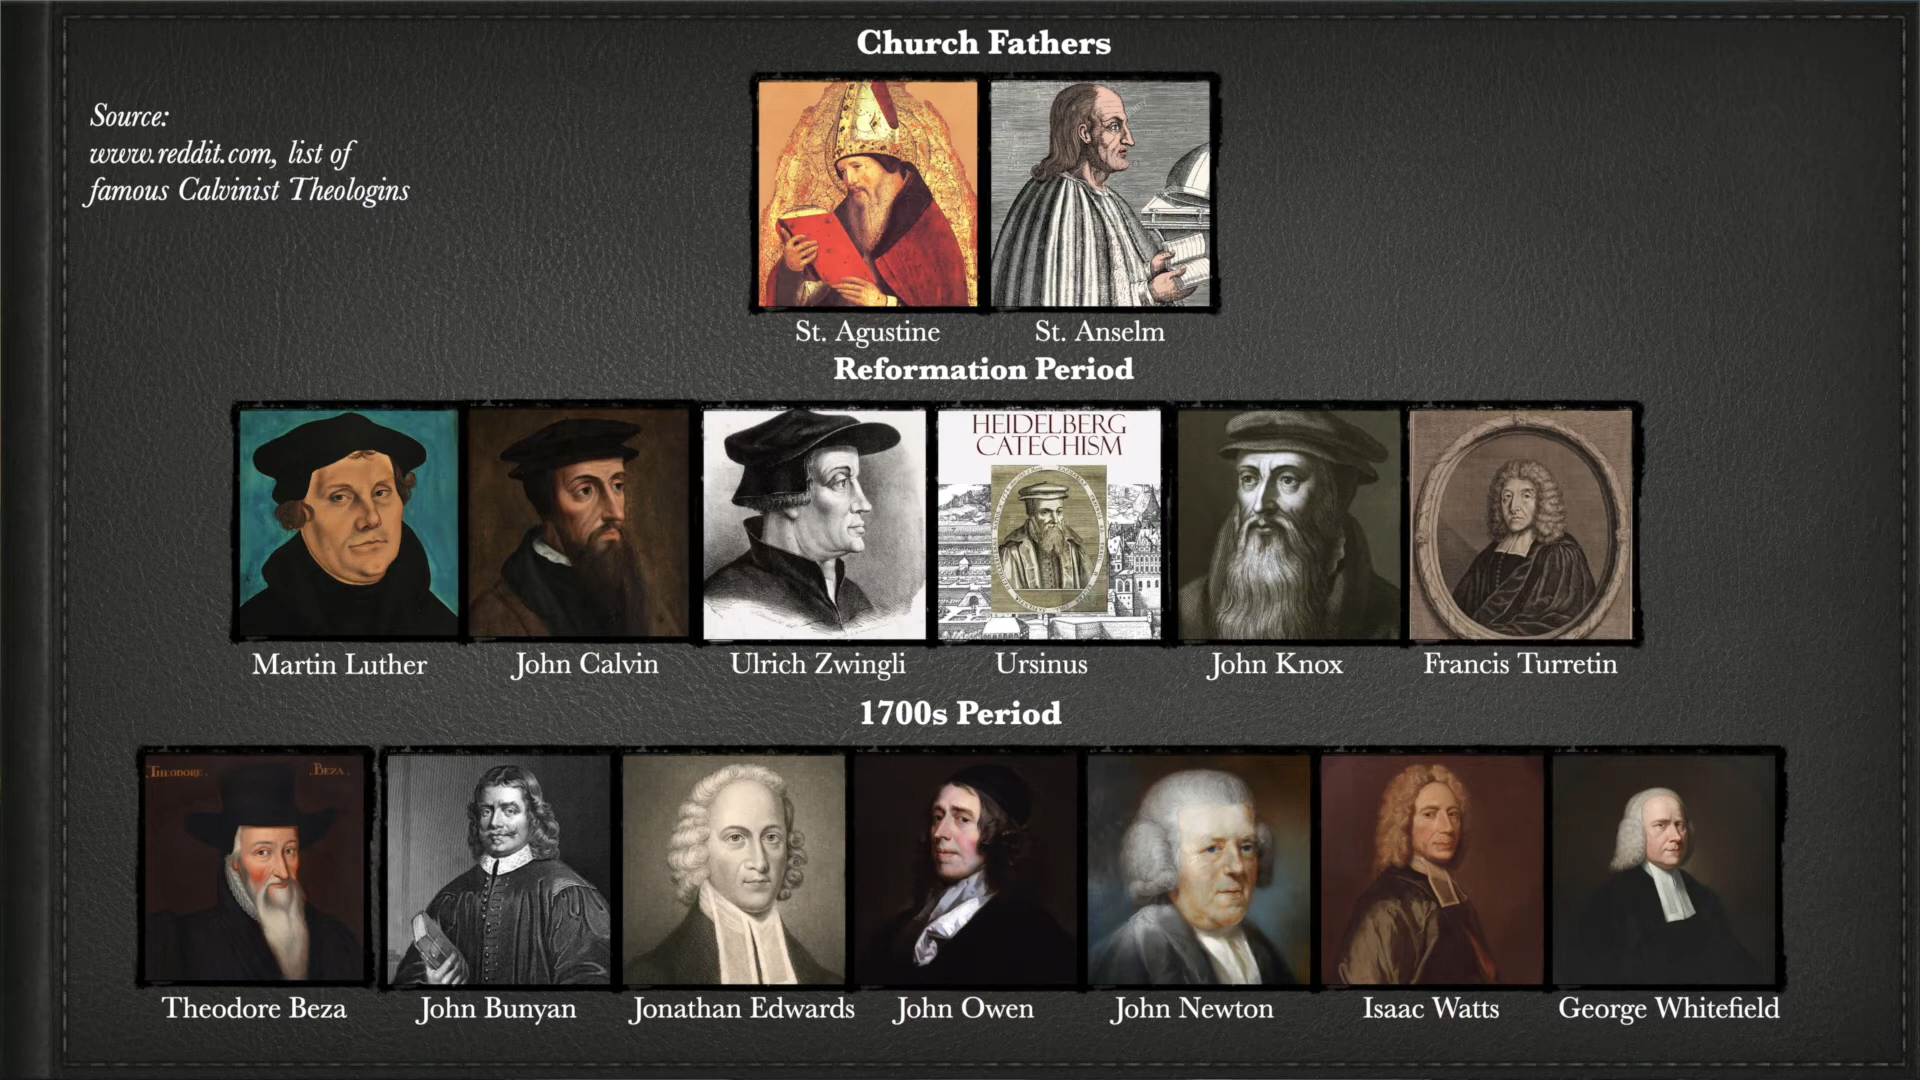 Church Fathers
Source:
www.reddit.com, list of
famous Calvinist Theologins
St. Agustine
St. Anselm
Reformation Period
HEIDELBERG
CATECHISM
Martin Luther
John Calvin
Ulrich Zwingli
Ursinus
John Knox
Francis Turretin
1700s Period
THEODORE. BEZA.
Theodore Beza
John Bunyan
Jonathan Edwards
John Owen
John Newton
Isaac Watts
George Whitefield